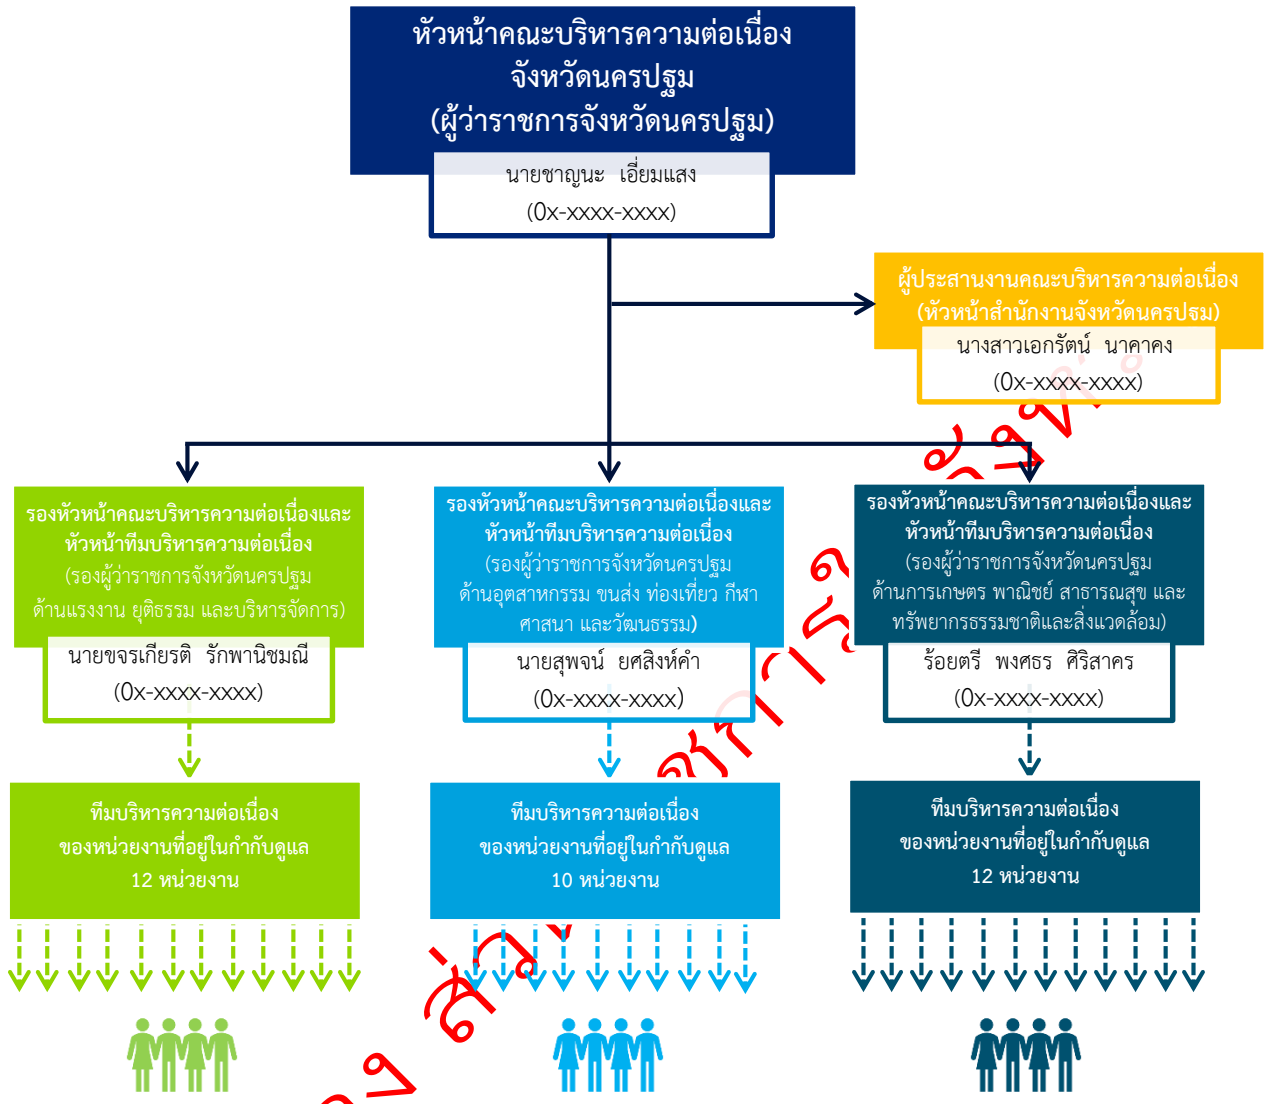 หัวหน้าคณะบริหารความต่อเนื่อง
จังหวัดนครปฐม
(ผู้ว่าราชการจังหวัดนครปฐม)
นายชาญนะ เอี่ยมแสง
(0x-xxxx-xxxx)
ผู้ประสานงานคณะบริหารความต่อเนื่อง
(หัวหน้าสำนักงานจังหวัดนครปฐม)
นางสาวเอกรัตน์ นาคาคง
(0x-xxxx-xxxx)
รองหัวหน้าคณะบริหารความต่อเนื่องและ
หัวหน้าทีมบริหารความต่อเนื่อง
(รองผู้ว่าราชการจังหวัดนครปฐม
ด้านแรงงาน ยุติธรรม และบริหารจัดการ)
นายขจรเกียรติ รักพานิชมณี
(0x-xxxx-xxxx)
รองหัวหน้าคณะบริหารความต่อเนื่องและ
หัวหน้าทีมบริหารความต่อเนื่อง
(รองผู้ว่าราชการจังหวัดนครปฐม
ด้านอุตสาหกรรม ขนส่ง ท่องเที่ยว กีฬา
ศาสนา และวัฒนธรรม)
นายสุพจน์ ยศสิงห์คำ
(0x-xxxx-xxxx)
รองหัวหน้าคณะบริหารความต่อเนื่องและ
หัวหน้าทีมบริหารความต่อเนื่อง
(รองผู้ว่าราชการจังหวัดนครปฐม
ด้านการเกษตร พาณิชย์ สาธารณสุข และ
ทรัพยากรธรรมชาติและสิ่งแวดล้อม)
ร้อยตรี พงศธร ศิริสาคร
(0x-xxxx-xxxx)
ทีมบริหารความต่อเนื่อง
ของหน่วยงานที่อยู่ในกำกับดูแล
12 หน่วยงาน
ทีมบริหารความต่อเนื่อง
ของหน่วยงานที่อยู่ในกำกับดูแล
10 หน่วยงาน
ทีมบริหารความต่อเนื่อง
ของหน่วยงานที่อยู่ในกำกับดูแล
12 หน่วยงาน